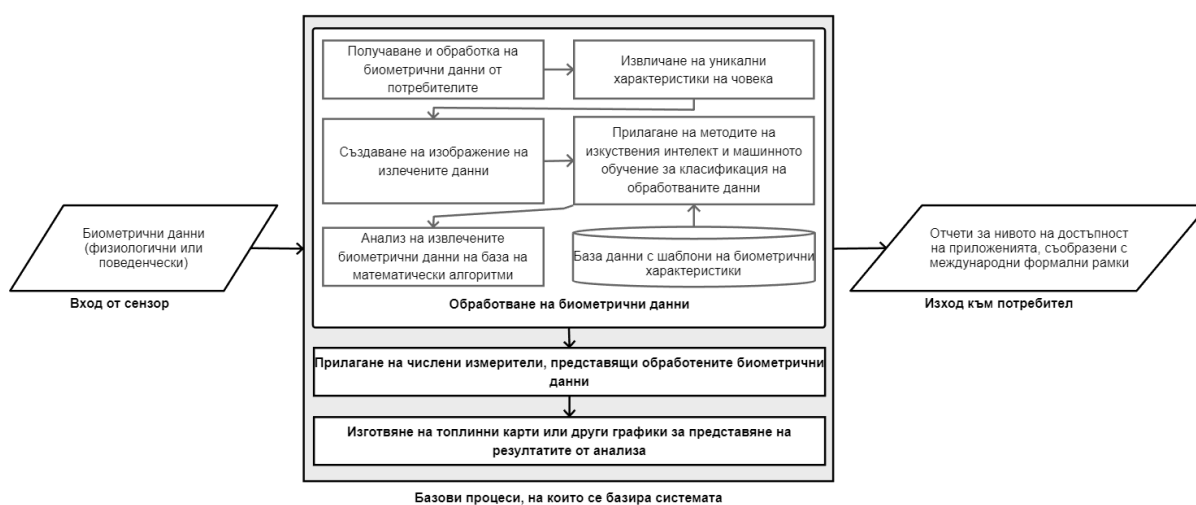 Получаване и обработка на
биометрични данни от
потребителите
Извличане на уникални
характеристики на човека
Създаване на изображение на
излечените данни
Прилагане на методите на
изкуствения интелект и машинното
обучение за класификация на
обработваните данни
Анализ на извлечените
биометрични данни на база на
математически алгоритми
База данни с шаблони на биометрични
характеристики
Обработване на биометрични данни
Биометрични данни
(физиологични или
поведенчески)
Вход от сензор
Отчети за нивото на достъпност
на приложенията, съобразени с
международни формални рамки
Изход към потребител
Прилагане на числени измерители, представящи обработените биометрични
данни
Изготвяне на топлинни карти или други графики за представяне на
резултатите от анализа
Базови процеси, на които се базира системата